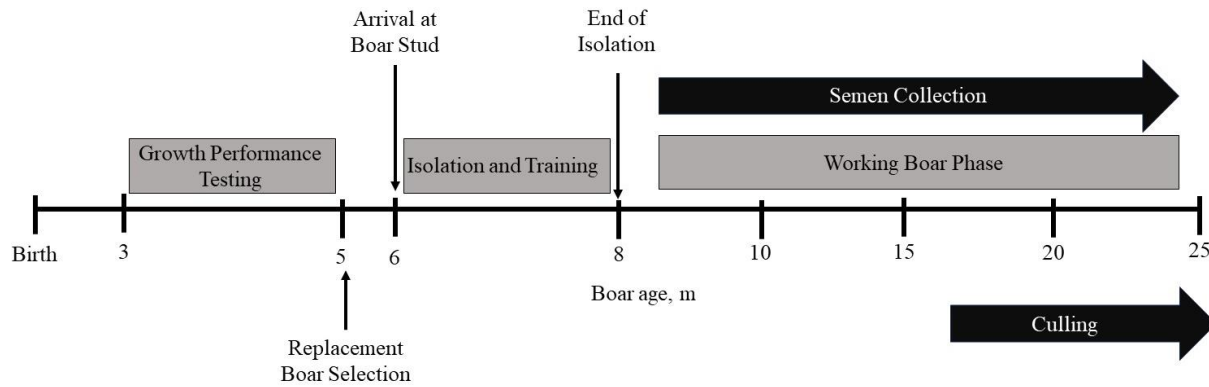 Arrival at
Boar Stud
End of
Isolation
Semen Collection
Growth Performance
Testing
Isolation and Training
Working Boar Phase
Birth
3
5
6
8
10
15
20
25
Boar age, m
Replacement
Boar Selection
Culling